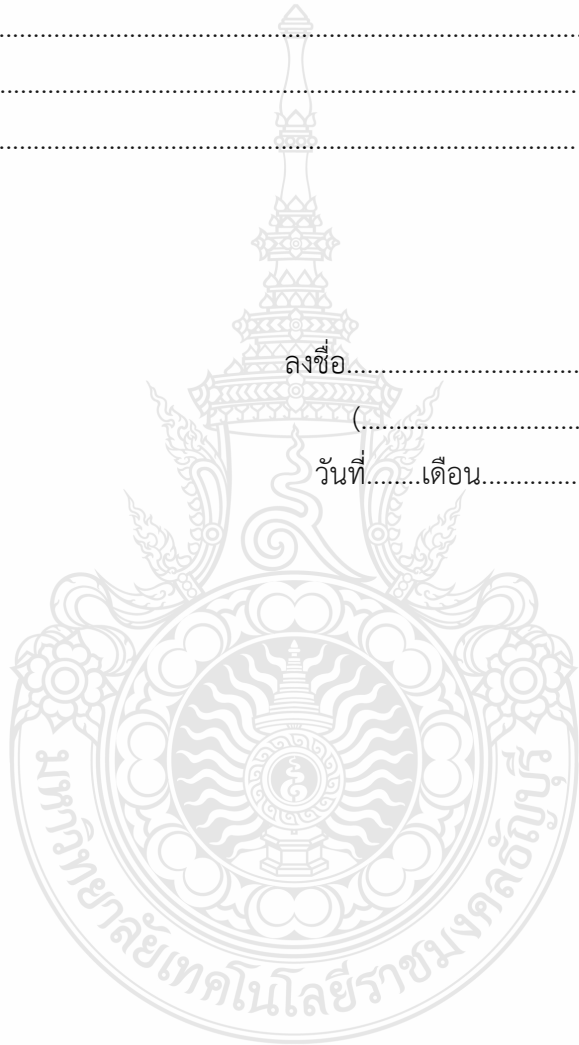 ................................................................................................
................................................................................................
................................................................................................
ลงชื่อ..................................
(................................
วันที่........เดือน..............
มหาวิทยาลัยเทคโนโลยีราชมงคลธัญบุรี